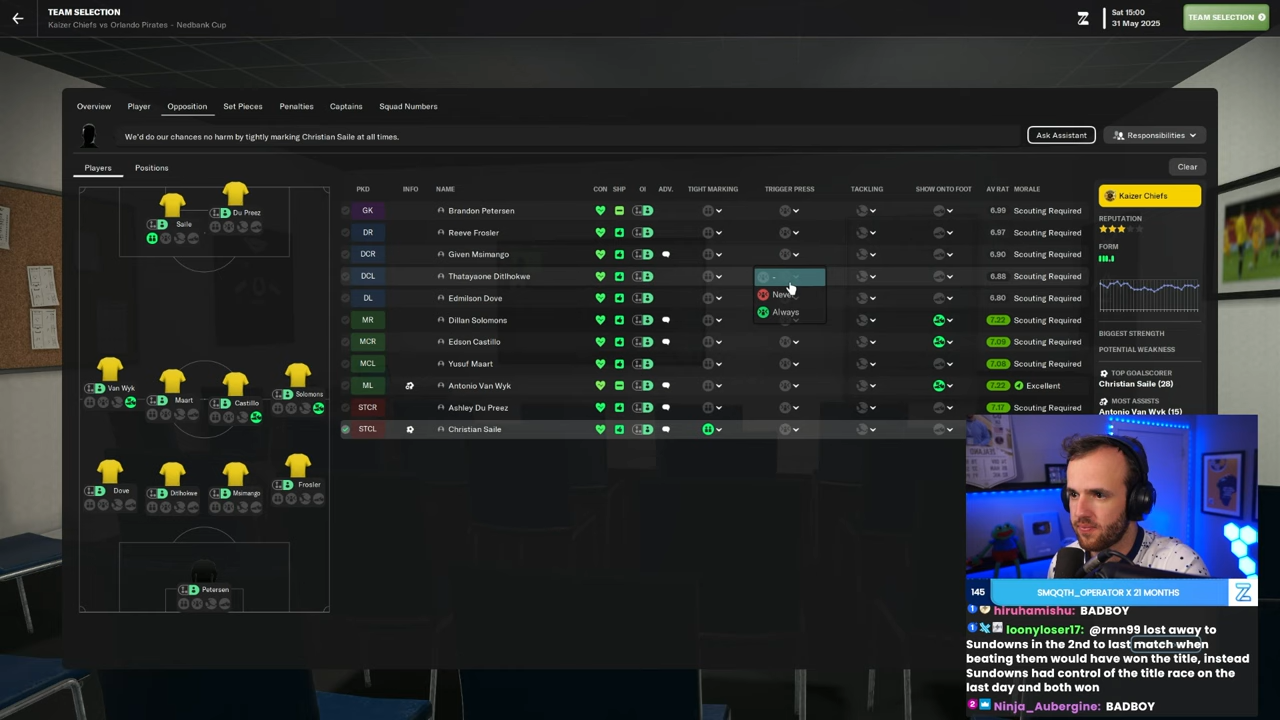 TEAM SELECTION
Kaizer Chiefs vs Orlando Pirates - Nedbank Cup
Sat 15:00
31 May 2025
TEAM SELECTION
Overview
Player
Opposition
Set Pieces
Penalties
Captains
Squad Numbers
We'd do our chances no harm by tightly marking Christian Saile at all times.
Ask Assistant
Responsibilities
Players
Positions
Clear
PKD INFO NAME CON SHP OI ADV. TIGHT MARKING TRIGGER PRESS TACKLING SHOW ONTO FOOT AV RAT MORALE
GK Brandon Petersen 6.99 Scouting Required
DR Reeve Frosler 6.97 Scouting Required
DCR Given Msimango 6.90 Scouting Required
DCL Thatayaone Ditlhokwe - 6.88 Scouting Required
DL Edmilson Dove Never 6.80 Scouting Required
MR Dillan Solomons Always 7.22 Scouting Required
MCR Edson Castillo 7.09 Scouting Required
MCL Yusuf Maart 7.08 Scouting Required
ML Antonio Van Wyk 7.22 Excellent
STCR Ashley Du Preez 7.17 Scouting Required
STCL Christian Saile
Du Preez
Saile
Van Wyk
Maart
Castillo
Solomons
Dove
Ditlhokwe
Msimango
Frosler
Petersen
Kaizer Chiefs
REPUTATION
FORM
BIGGEST STRENGTH
POTENTIAL WEAKNESS
TOP GOALSCORER
Christian Saile (28)
MOST ASSISTS
Antonio Van Wyk (15)
145 SMQQTH_OPERATOR X 21 MONTHS
hiruhamishu: BADBOY
loonyloser17: @rmn99 lost away to
Sundowns in the 2nd to last match when
beating them would have won the title, instead
Sundowns had control of the title race on the
last day and both won
Ninja_Aubergine: BADBOY